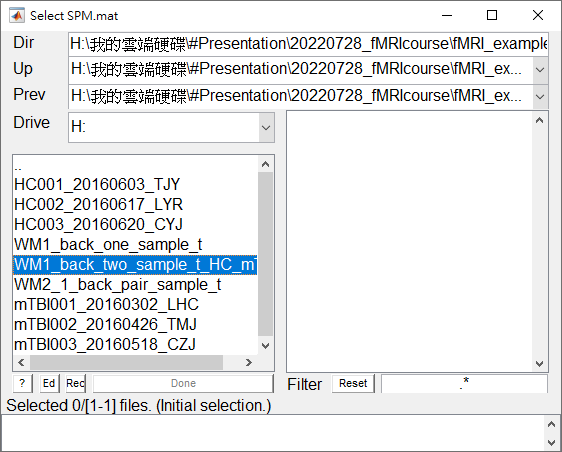 Select SPM.mat
Dir H:\我的雲端硬碟\#Presentation\20220728_fMRIcourse\fMRI_example
Up H:\我的雲端硬碟\#Presentation\20220728_fMRIcourse\fMRI_ex...
Prev H:\我的雲端硬碟\#Presentation\20220728_fMRIcourse\fMRI_ex...
Drive H:
..
HC001_20160603_TJY
HC002_20160617_LYR
HC003_20160620_CYJ
WM1_back_one_sample_t
WM1_back_two_sample_t_HC_mT
WM2_1_back_pair_sample_t
mTBI001_20160302_LHC
mTBI002_20160426_TMJ
mTBI003_20160518_CZJ
? Ed Rec Done Filter Reset .*
Selected 0/[1-1] files. (Initial selection.)